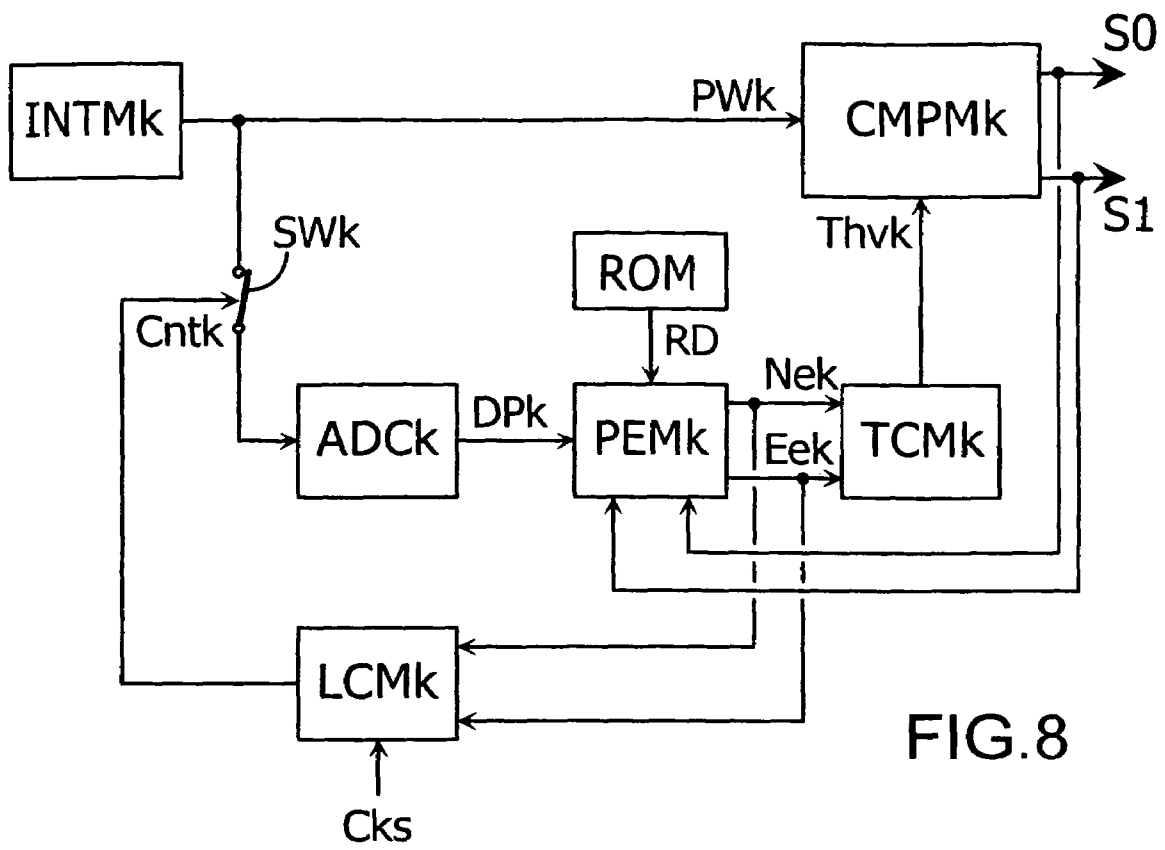 S0
INTMk
PWk
CMPMk
S1
SWk
Thvk
ROM
Cntk
RD
Nek
ADCk
DPk
PEMk
Eek
TCMk
LCMk
FIG.8
Cks